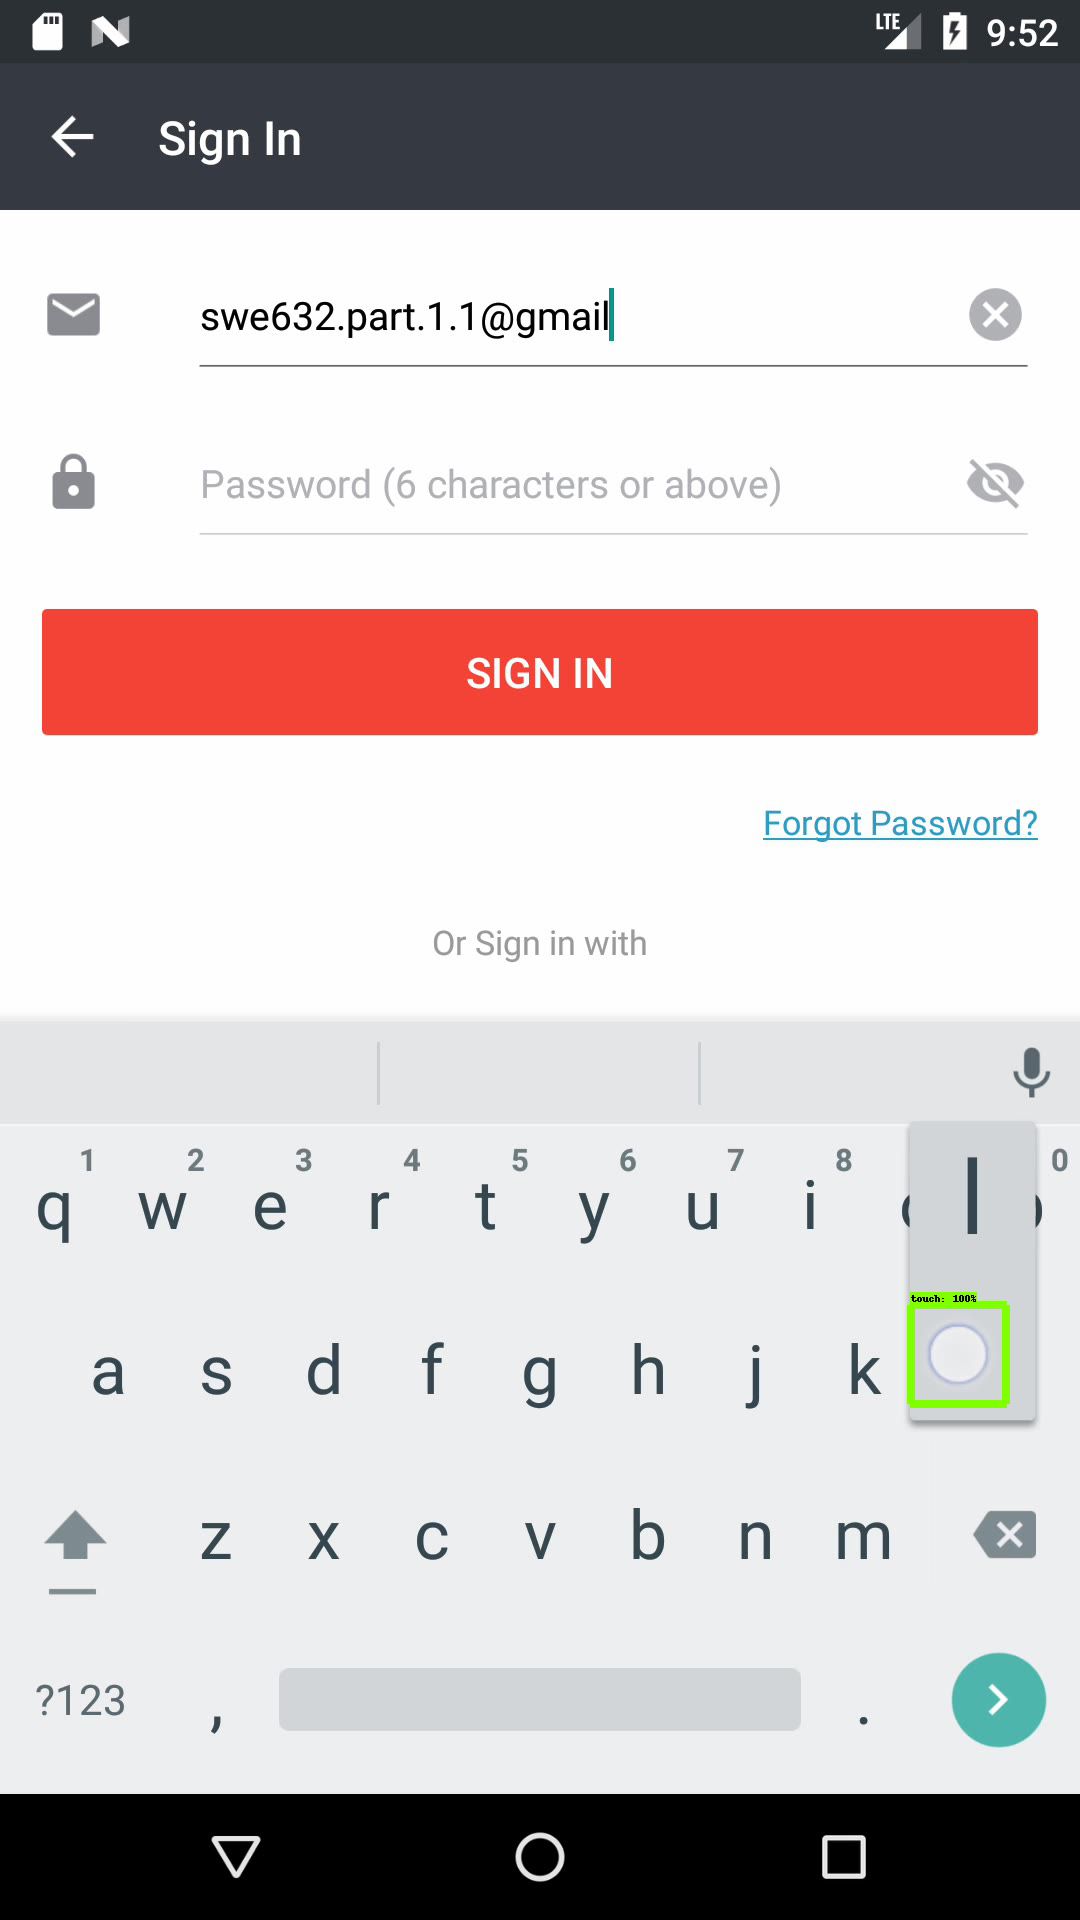 LTE 9:52
Sign In
swe632.part.1.1@gmail
Password (6 characters or above)
SIGN IN
Forgot Password?
Or Sign in with
1 2 3 4 5 6 7 8 0
q w e r t y u i l
touch: 100%
a s d f g h j k
z x c v b n m
?123 , .